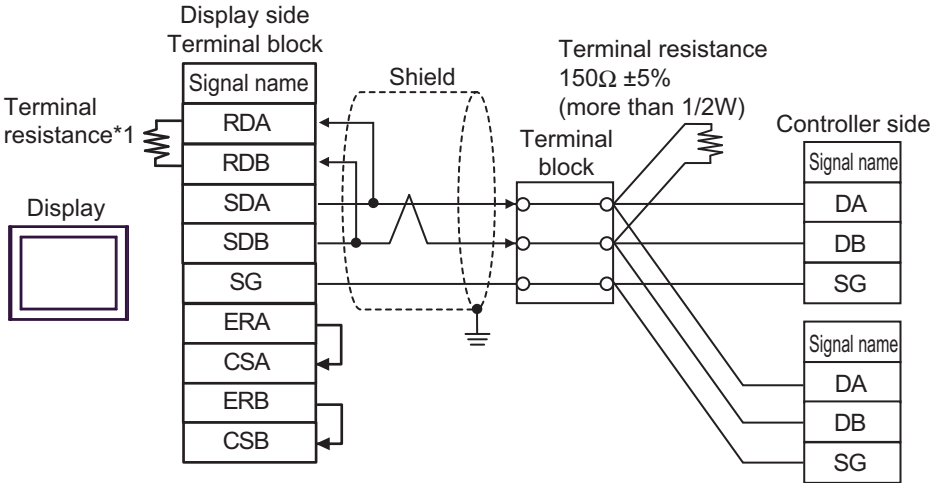 Display side
Terminal block
Signal name
RDA
RDB
SDA
SDB
SG
ERA
CSA
ERB
CSB
Terminal
resistance*1
Display
Shield
Terminal resistance
150Ω ±5%
(more than 1/2W)
Terminal
block
Controller side
Signal name
DA
DB
SG
Signal name
DA
DB
SG